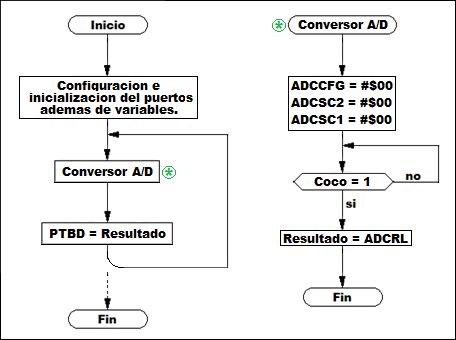 Inicio
Configuracion e
inicializacion del puertos
ademas de variables.
Conversor A/D
*
PTBD = Resultado
Fin
* Conversor A/D
ADCCFG = #$00
ADCSC2 = #$00
ADCSC1 = #$00
Coco = 1
no
si
Resultado = ADCRL
Fin